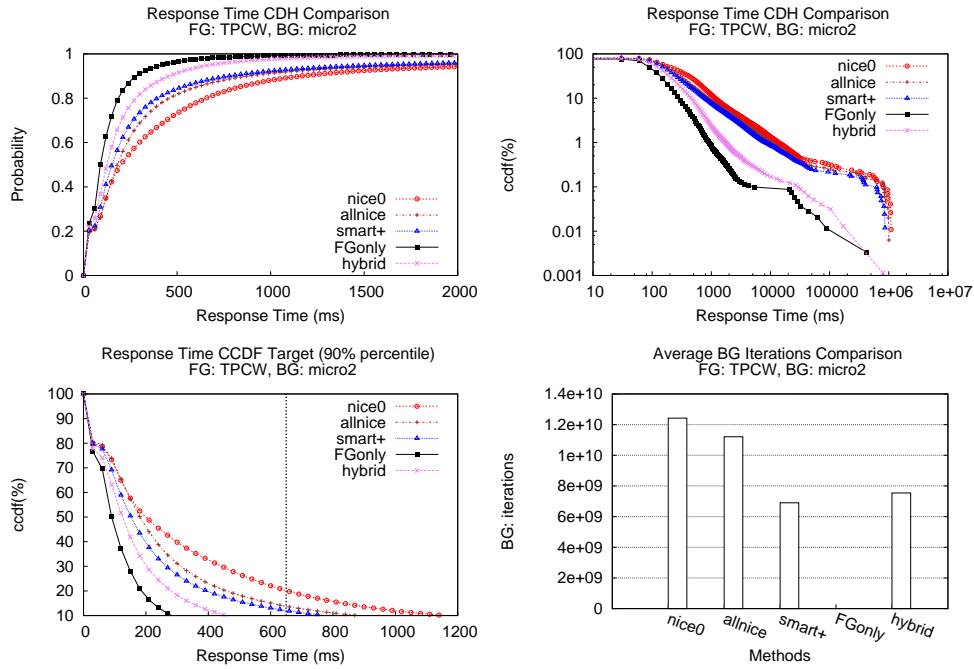 Response Time CDH Comparison
FG: TPCW, BG: micro2
1
0.8
0.6
0.4
0.2
0
Probability
nice0
allnice
smart+
FGonly
hybrid
0
500
1000
1500
2000
Response Time (ms)
Response Time CDH Comparison
FG: TPCW, BG: micro2
100
10
1
0.1
0.01
0.001
ccdf(%)
nice0
allnice
smart+
FGonly
hybrid
10
100
1000
10000
100000
1e+06
1e+07
Response Time (ms)
Response Time CCDF Target (90% percentile)
FG: TPCW, BG: micro2
100
90
80
70
60
50
40
30
20
10
ccdf(%)
nice0
allnice
smart+
FGonly
hybrid
0
200
400
600
800
1000
1200
Response Time (ms)
Average BG Iterations Comparison
FG: TPCW, BG: micro2
1.4e+10
1.2e+10
1e+10
8e+09
6e+09
4e+09
2e+09
0
BG: iterations
nice0
allnice
smart+
FGonly
hybrid
Methods